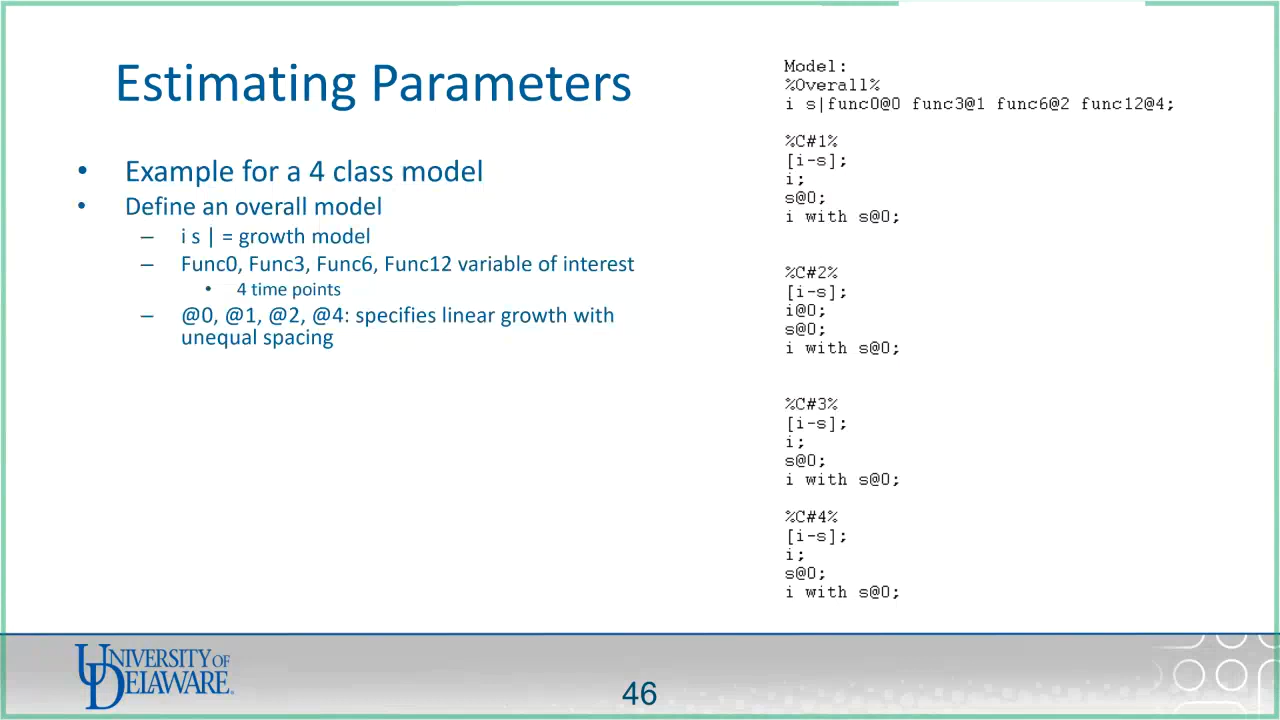 Estimating Parameters
• Example for a 4 class model
• Define an overall model
– i s | = growth model
– Func0, Func3, Func6, Func12 variable of interest
• 4 time points
– @0, @1, @2, @4: specifies linear growth with
unequal spacing
Model:
%Overall%
i s|func0@0 func3@1 func6@2 func12@4;
%C#1%
[i-s];
i;
s@0;
i with s@0;
%C#2%
[i-s];
i@0;
s@0;
i with s@0;
%C#3%
[i-s];
i;
s@0;
i with s@0;
%C#4%
[i-s];
i;
s@0;
i with s@0;
UNIVERSITY OF
DELAWARE
46